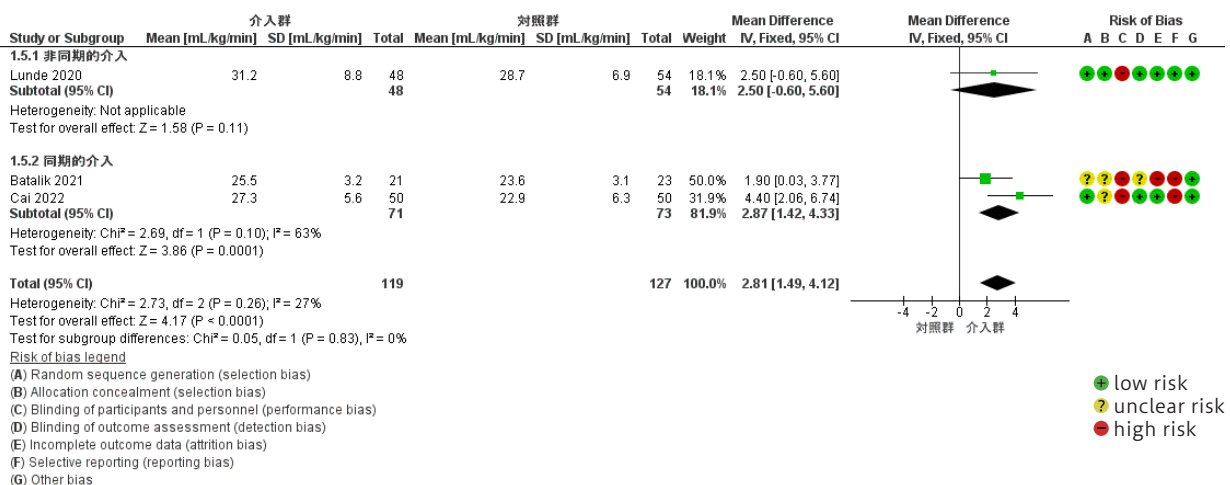 介入群 対照群 Mean Difference Mean Difference Risk of Bias
Study or Subgroup Mean [mL/kg/min] SD [mL/kg/min] Total Mean [mL/kg/min] SD [mL/kg/min] Total Weight IV, Fixed, 95% CI IV, Fixed, 95% CI A B C D E F G
1.5.1 非同期的介入
Lunde 2020 31.2 8.8 48 28.7 6.9 54 18.1% 2.50 [-0.60, 5.60] + + - + + + +
Subtotal (95% CI) 48 54 18.1% 2.50 [-0.60, 5.60]
Heterogeneity: Not applicable
Test for overall effect: Z = 1.58 (P = 0.11)
1.5.2 同期的介入
Batalik 2021 25.5 3.2 21 23.6 3.1 23 50.0% 1.90 [0.03, 3.77] ? ? - ? - - +
Cai 2022 27.3 5.6 50 22.9 6.3 50 31.9% 4.40 [2.06, 6.74] + ? - + + - +
Subtotal (95% CI) 71 73 81.9% 2.87 [1.42, 4.33]
Heterogeneity: Chi² = 2.69, df = 1 (P = 0.10); I² = 63%
Test for overall effect: Z = 3.86 (P = 0.0001)
Total (95% CI) 119 127 100.0% 2.81 [1.49, 4.12]
Heterogeneity: Chi² = 2.73, df = 2 (P = 0.26); I² = 27%
Test for overall effect: Z = 4.17 (P < 0.0001)
Test for subgroup differences: Chi² = 0.05, df = 1 (P = 0.83), I² = 0%
-4 -2 0 2 4
対照群 介入群
Risk of bias legend
(A) Random sequence generation (selection bias)
(B) Allocation concealment (selection bias)
(C) Blinding of participants and personnel (performance bias)
(D) Blinding of outcome assessment (detection bias)
(E) Incomplete outcome data (attrition bias)
(F) Selective reporting (reporting bias)
(G) Other bias
+ low risk
? unclear risk
- high risk